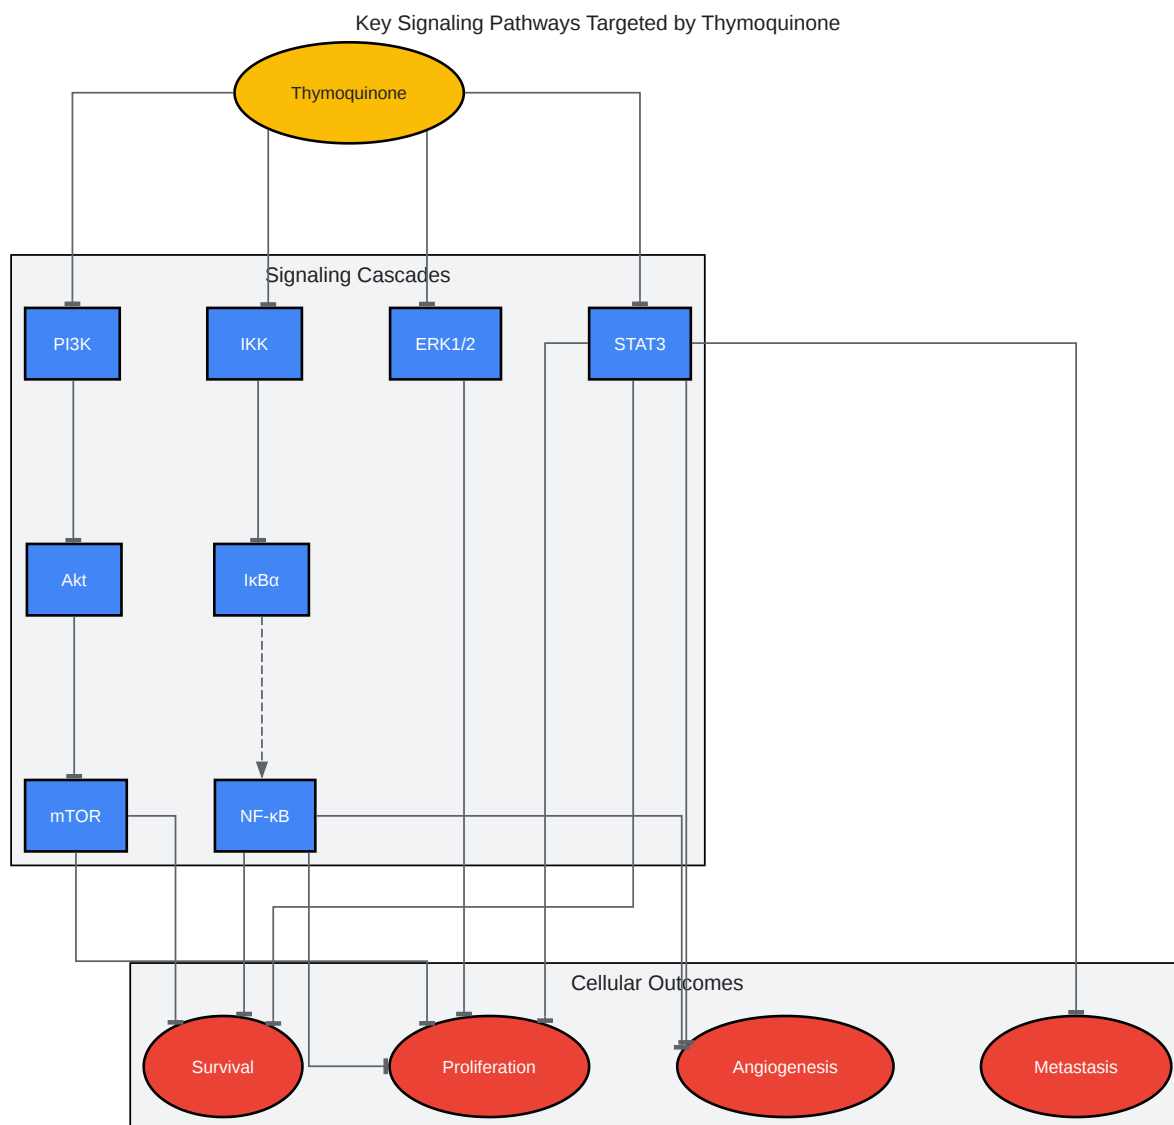 Key Signaling Pathways Targeted by Thymoquinone
Thymoquinone
Signaling Cascades
PI3K
IKK
ERK1/2
STAT3
Akt
IκBα
mTOR
NF-κB
Cellular Outcomes
Survival
Proliferation
Angiogenesis
Metastasis